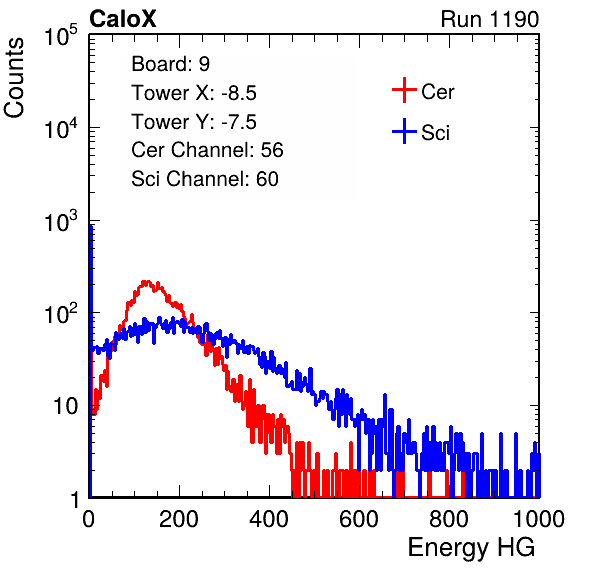 CaloX Run 1190
Counts
10^5
10^4
10^3
10^2
10
1
Board: 9
Tower X: -8.5
Tower Y: -7.5
Cer Channel: 56
Sci Channel: 60
Cer
Sci
0 200 400 600 800 1000
Energy HG